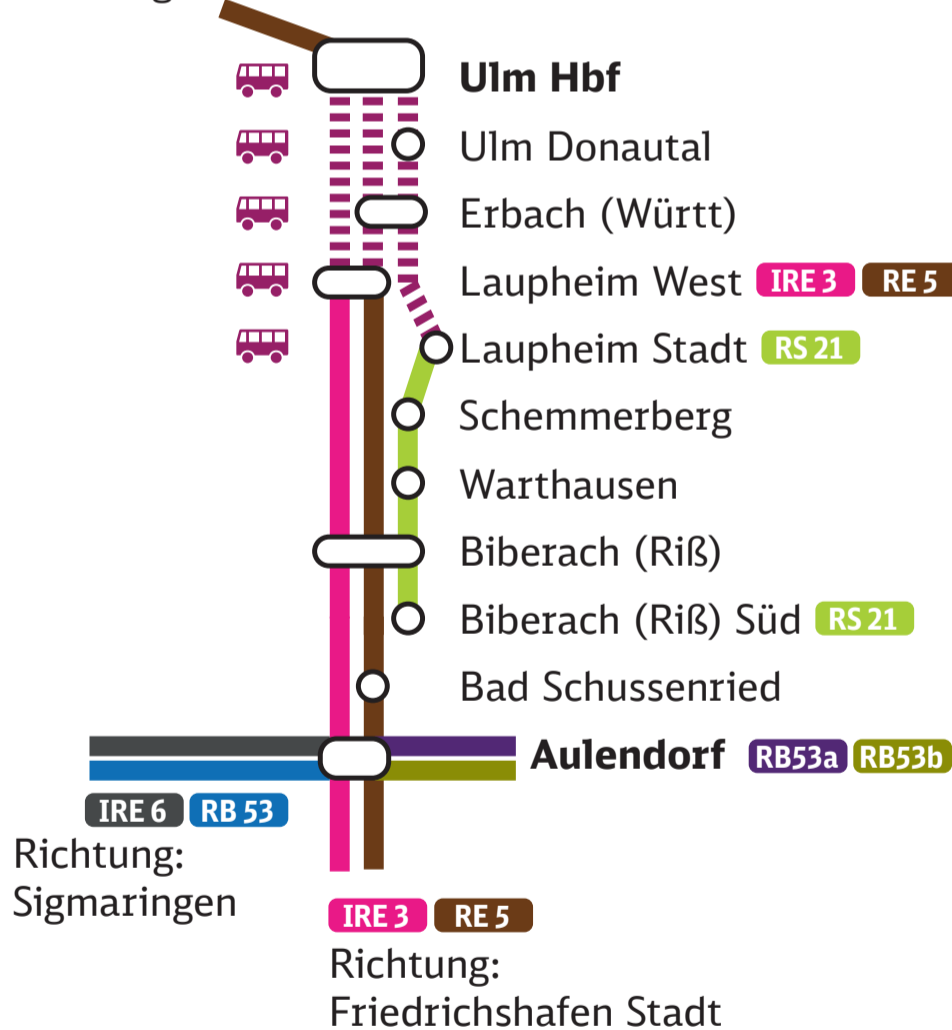 Ulm Hbf
Ulm Donautal
Erbach (Württ)
Laupheim West IRE 3 RE 5
Laupheim Stadt RS 21
Schemmerberg
Warthausen
Biberach (Riß)
Biberach (Riß) Süd RS 21
Bad Schussenried
Aulendorf RB53a RB53b
IRE 6 RB 53
Richtung:
Sigmaringen
IRE 3 RE 5
Richtung:
Friedrichshafen Stadt